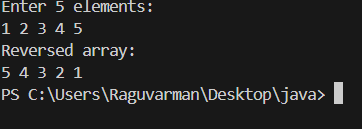 Enter 5 elements:
1 2 3 4 5
Reversed array:
5 4 3 2 1
PS C:\Users\Raguvarman\Desktop\java>